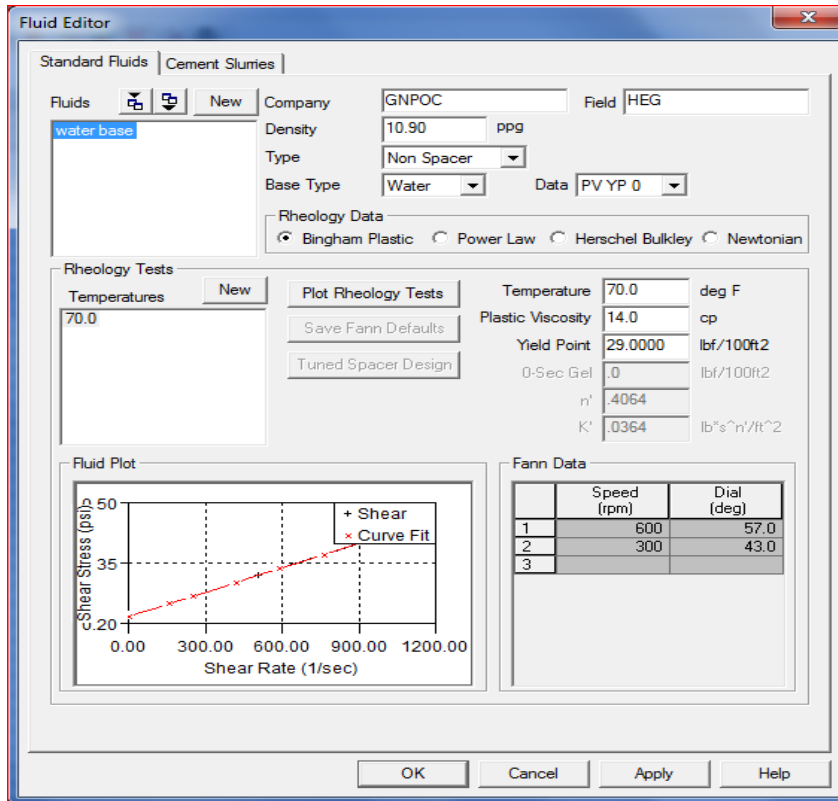 Fluid Editor
Standard Fluids Cement Slurries
Fluids New Company GNPOC Field HEG
water base
Density 10.90 ppg
Type Non Spacer
Base Type Water Data PV YP 0
Rheology Data
Bingham Plastic Power Law Herschel Bulkley Newtonian
Rheology Tests
Temperatures New
70.0
Plot Rheology Tests
Save Fann Defaults
Tuned Spacer Design
Temperature 70.0 deg F
Plastic Viscosity 14.0 cp
Yield Point 29.0000 lbf/100ft2
0-Sec Gel .0 lbf/100ft2
n' .4064
K' .0364 lb*s^n'/ft^2
Fluid Plot
Shear Stress (psi)
.50
.35
.20
+ Shear
× Curve Fit
0.00 300.00 600.00 900.00 1200.00
Shear Rate (1/sec)
Fann Data
Speed (rpm) Dial (deg)
1 600 57.0
2 300 43.0
3
OK Cancel Apply Help